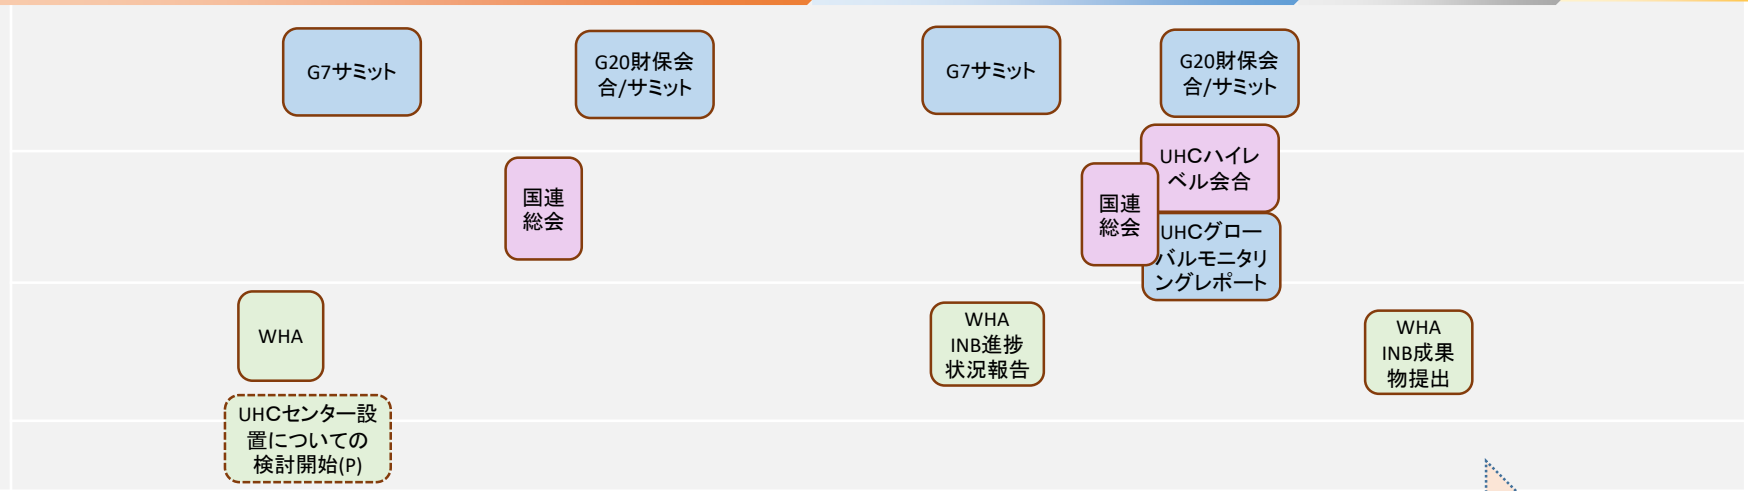 G7サミット
G20財保会
合/サミット
G7サミット
G20財保会
合/サミット
国連
総会
国連
総会
UHCハイレ
ベル会合
UHCグロー
バルモニタリ
ングレポート
WHA
WHA
INB進捗
状況報告
WHA
INB成果
物提出
UHCセンター設
置についての
検討開始(P)